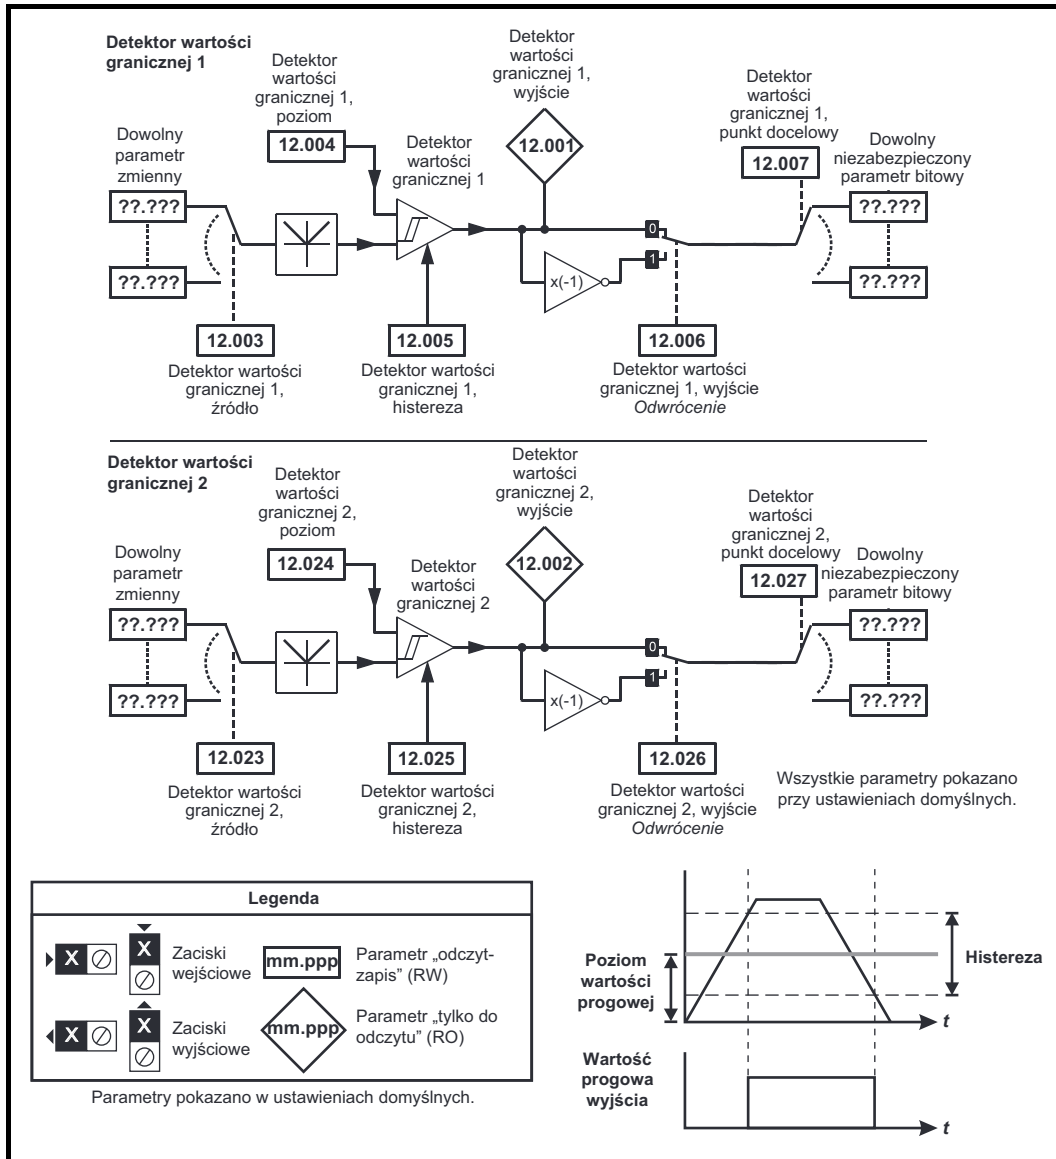 Detektor wartości
granicznej 1
Detektor
wartości
granicznej 1,
poziom
12.004
Detektor
wartości
granicznej 1,
wyjście
12.001
Detektor
wartości
granicznej 1,
punkt docelowy
12.007
Dowolny
parametr
zmienny
??.???
??.???
Detektor
wartości
granicznej 1
Dowolny
niezabezpieczony
parametr bitowy
??.???
??.???
0
1
x(-1)
12.003
Detektor wartości
granicznej 1,
źródło
12.005
Detektor wartości
granicznej 1,
histereza
12.006
Detektor wartości
granicznej 1, wyjście
Odwrócenie
Detektor wartości
granicznej 2
Detektor
wartości
granicznej 2,
poziom
12.024
Detektor
wartości
granicznej 2,
wyjście
12.002
Detektor
wartości
granicznej 2,
punkt docelowy
12.027
Dowolny
parametr
zmienny
??.???
??.???
Detektor
wartości
granicznej 2
Dowolny
niezabezpieczony
parametr bitowy
??.???
??.???
0
1
x(-1)
12.023
Detektor wartości
granicznej 2,
źródło
12.025
Detektor wartości
granicznej 2,
histereza
12.026
Detektor wartości
granicznej 2, wyjście
Odwrócenie
Wszystkie parametry pokazano
przy ustawieniach domyślnych.
Legenda
X
X
Zaciski
wejściowe
mm.ppp
Parametr „odczyt-
zapis” (RW)
X
X
Zaciski
wyjściowe
mm.ppp
Parametr „tylko do
odczytu” (RO)
Parametry pokazano w ustawieniach domyślnych.
Poziom
wartości
progowej
Histereza
t
Wartość
progowa
wyjścia
t